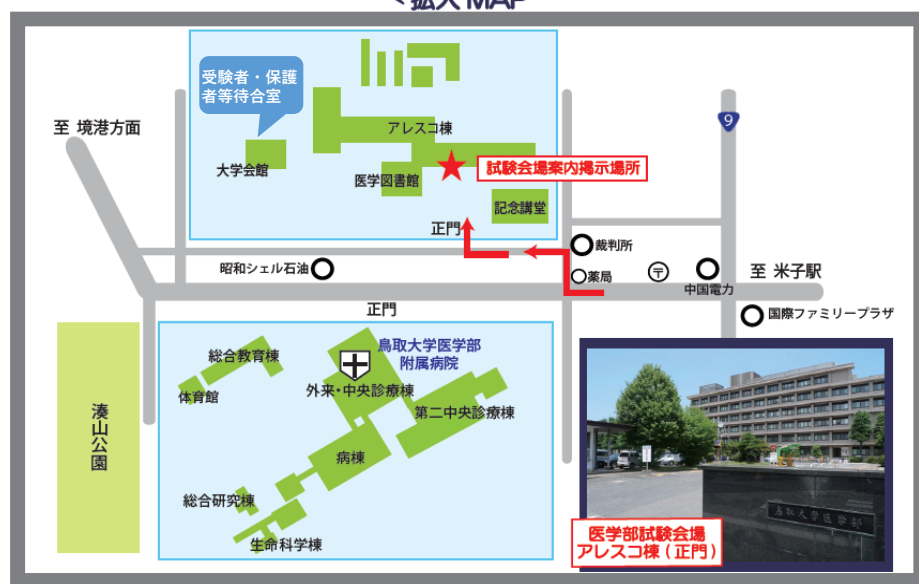 <拡大MAP
受験者・保護
者等待合室
アレスコ棟
9
至 境港方面
大学会館
医学図書館
試験会場案内掲示場所
記念講堂
正門
裁判所
昭和シェル石油
薬局
〒
中国電力
至 米子駅
正門
国際ファミリープラザ
総合教育棟
鳥取大学医学部
附属病院
体育館
外来・中央診療棟
第二中央診療棟
湊山公園
病棟
総合研究棟
生命科学棟
鳥取大学医学部
医学部試験会場
アレスコ棟(正門)